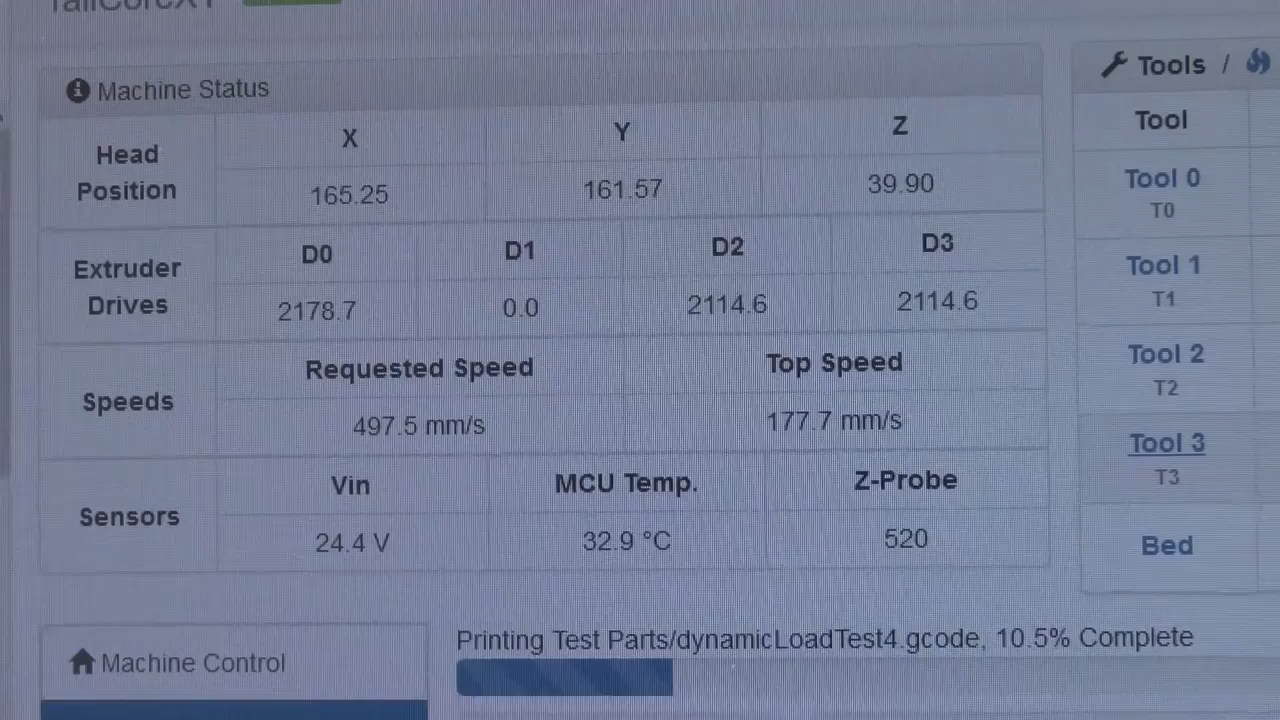 TallCoreXY
Machine Status
Head Position
X Y Z
165.25 161.57 39.90
Extruder Drives
D0 D1 D2 D3
2178.7 0.0 2114.6 2114.6
Speeds
Requested Speed Top Speed
497.5 mm/s 177.7 mm/s
Sensors
Vin MCU Temp. Z-Probe
24.4 V 32.9 °C 520
Tools /
Tool
Tool 0
T0
Tool 1
T1
Tool 2
T2
Tool 3
T3
Bed
Machine Control
Printing Test Parts/dynamicLoadTest4.gcode, 10.5% Complete